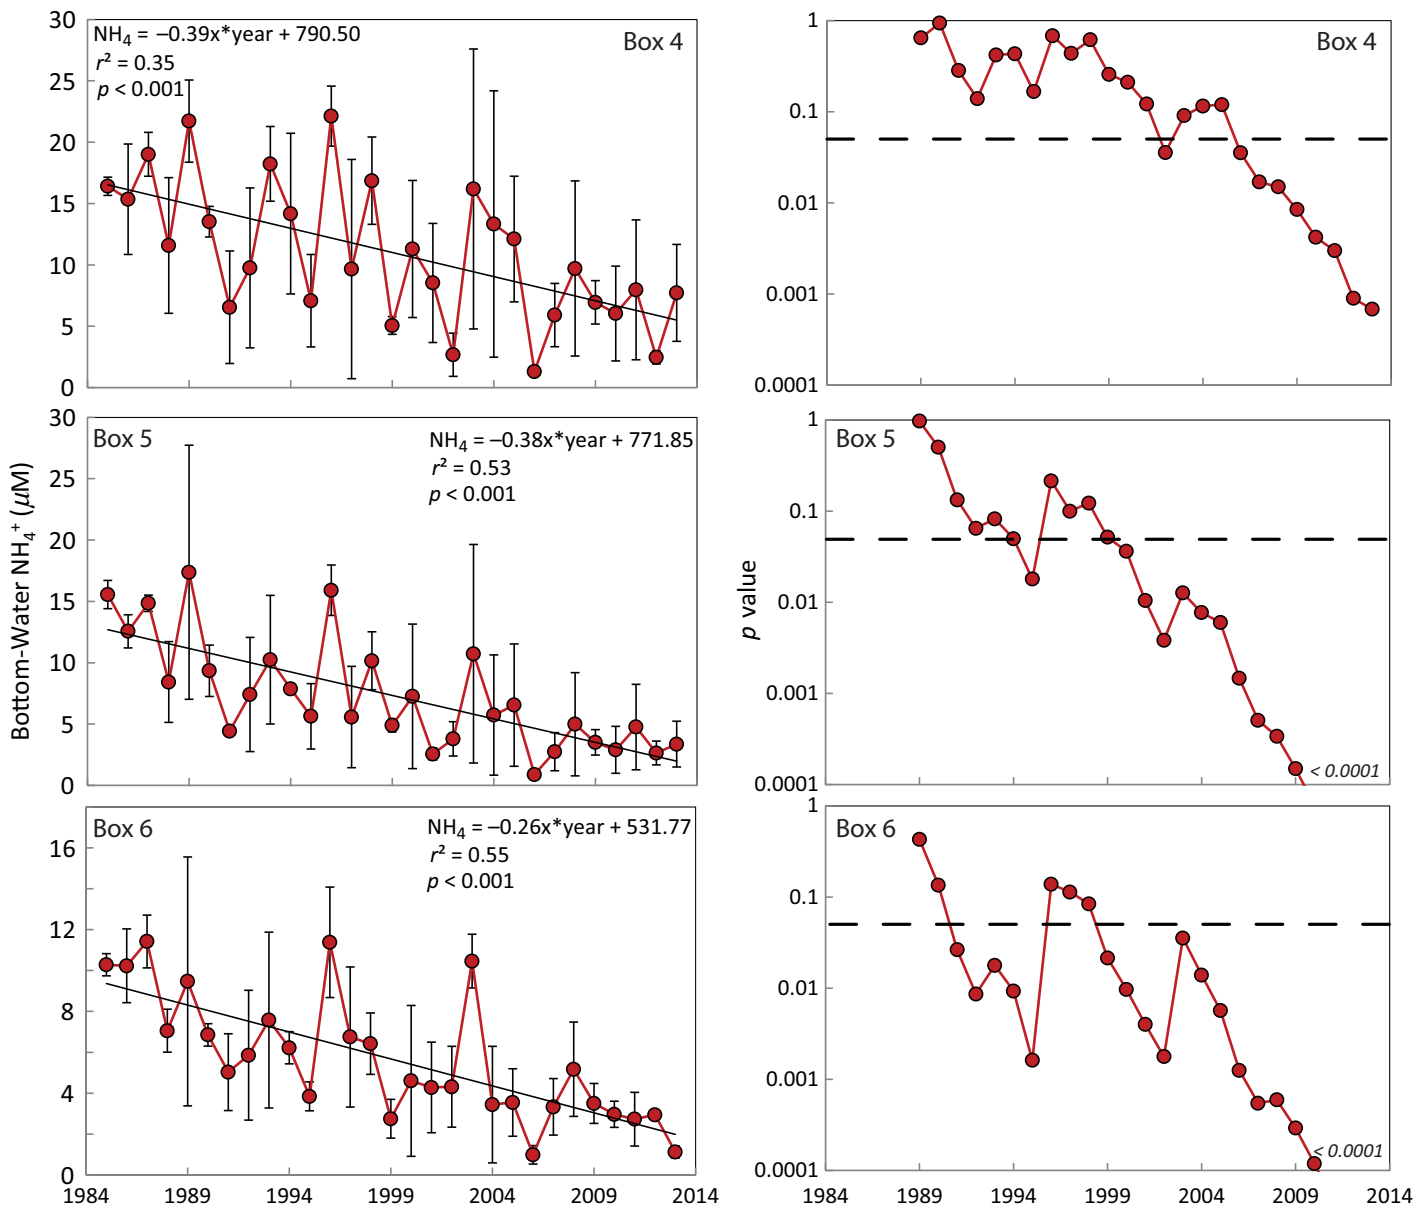 30
25
20
15
10
5
0
NH₄ = –0.39x*year + 790.50
r² = 0.35
p < 0.001
Box 4
1
0.1
0.01
0.001
0.0001
Box 4
30
25
20
15
10
5
0
Box 5
NH₄ = –0.38x*year + 771.85
r² = 0.53
p < 0.001
Bottom-Water NH₄⁺ (μM)
1
0.1
0.01
0.001
0.0001
Box 5
< 0.0001
p value
16
12
8
4
0
Box 6
NH₄ = –0.26x*year + 531.77
r² = 0.55
p < 0.001
1984 1989 1994 1999 2004 2009 2014
1
0.1
0.01
0.001
0.0001
Box 6
< 0.0001
1984 1989 1994 1999 2004 2009 2014